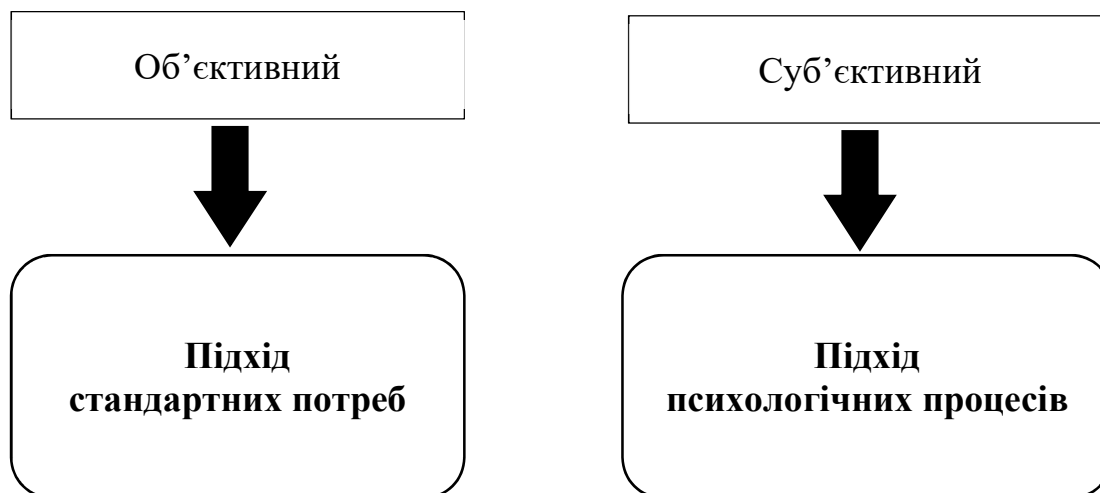 Об’єктивний
Суб’єктивний
Підхід
стандартних потреб
Підхід
психологічних процесів